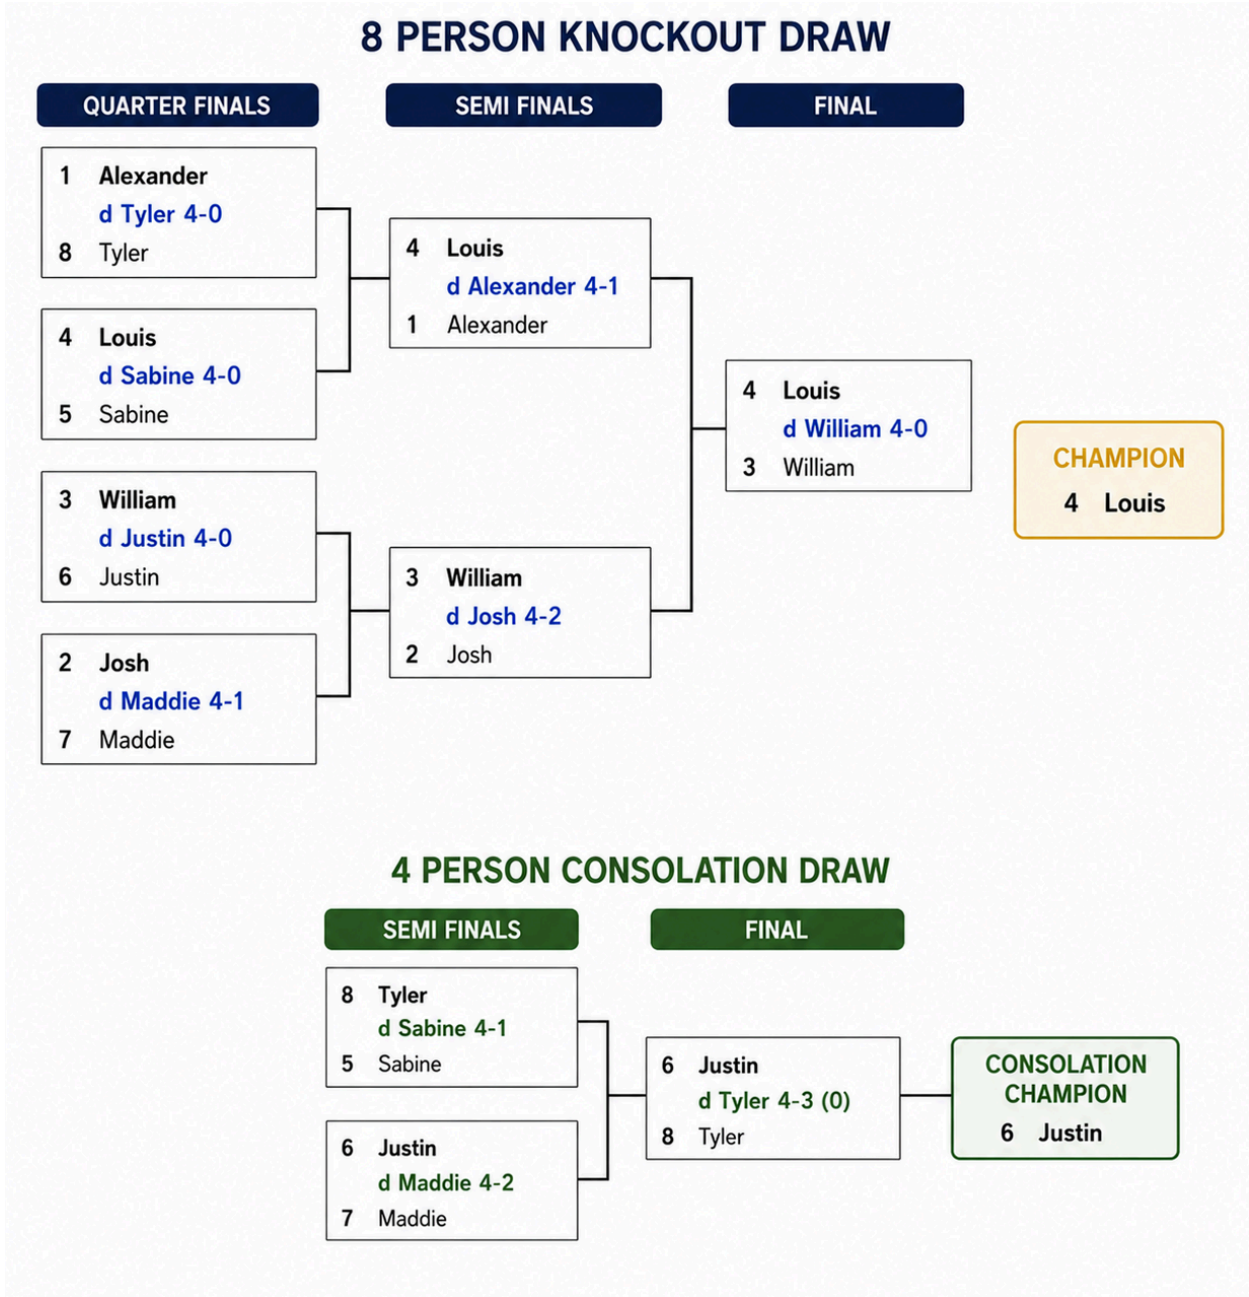 8 PERSON KNOCKOUT DRAW
QUARTER FINALS
SEMI FINALS
FINAL
1 Alexander
d Tyler 4-0
8 Tyler
4 Louis
d Sabine 4-0
5 Sabine
3 William
d Justin 4-0
6 Justin
2 Josh
d Maddie 4-1
7 Maddie
4 Louis
d Alexander 4-1
1 Alexander
3 William
d Josh 4-2
2 Josh
4 Louis
d William 4-0
3 William
CHAMPION
4 Louis
4 PERSON CONSOLATION DRAW
SEMI FINALS
FINAL
8 Tyler
d Sabine 4-1
5 Sabine
6 Justin
d Maddie 4-2
7 Maddie
6 Justin
d Tyler 4-3 (0)
8 Tyler
CONSOLATION
CHAMPION
6 Justin